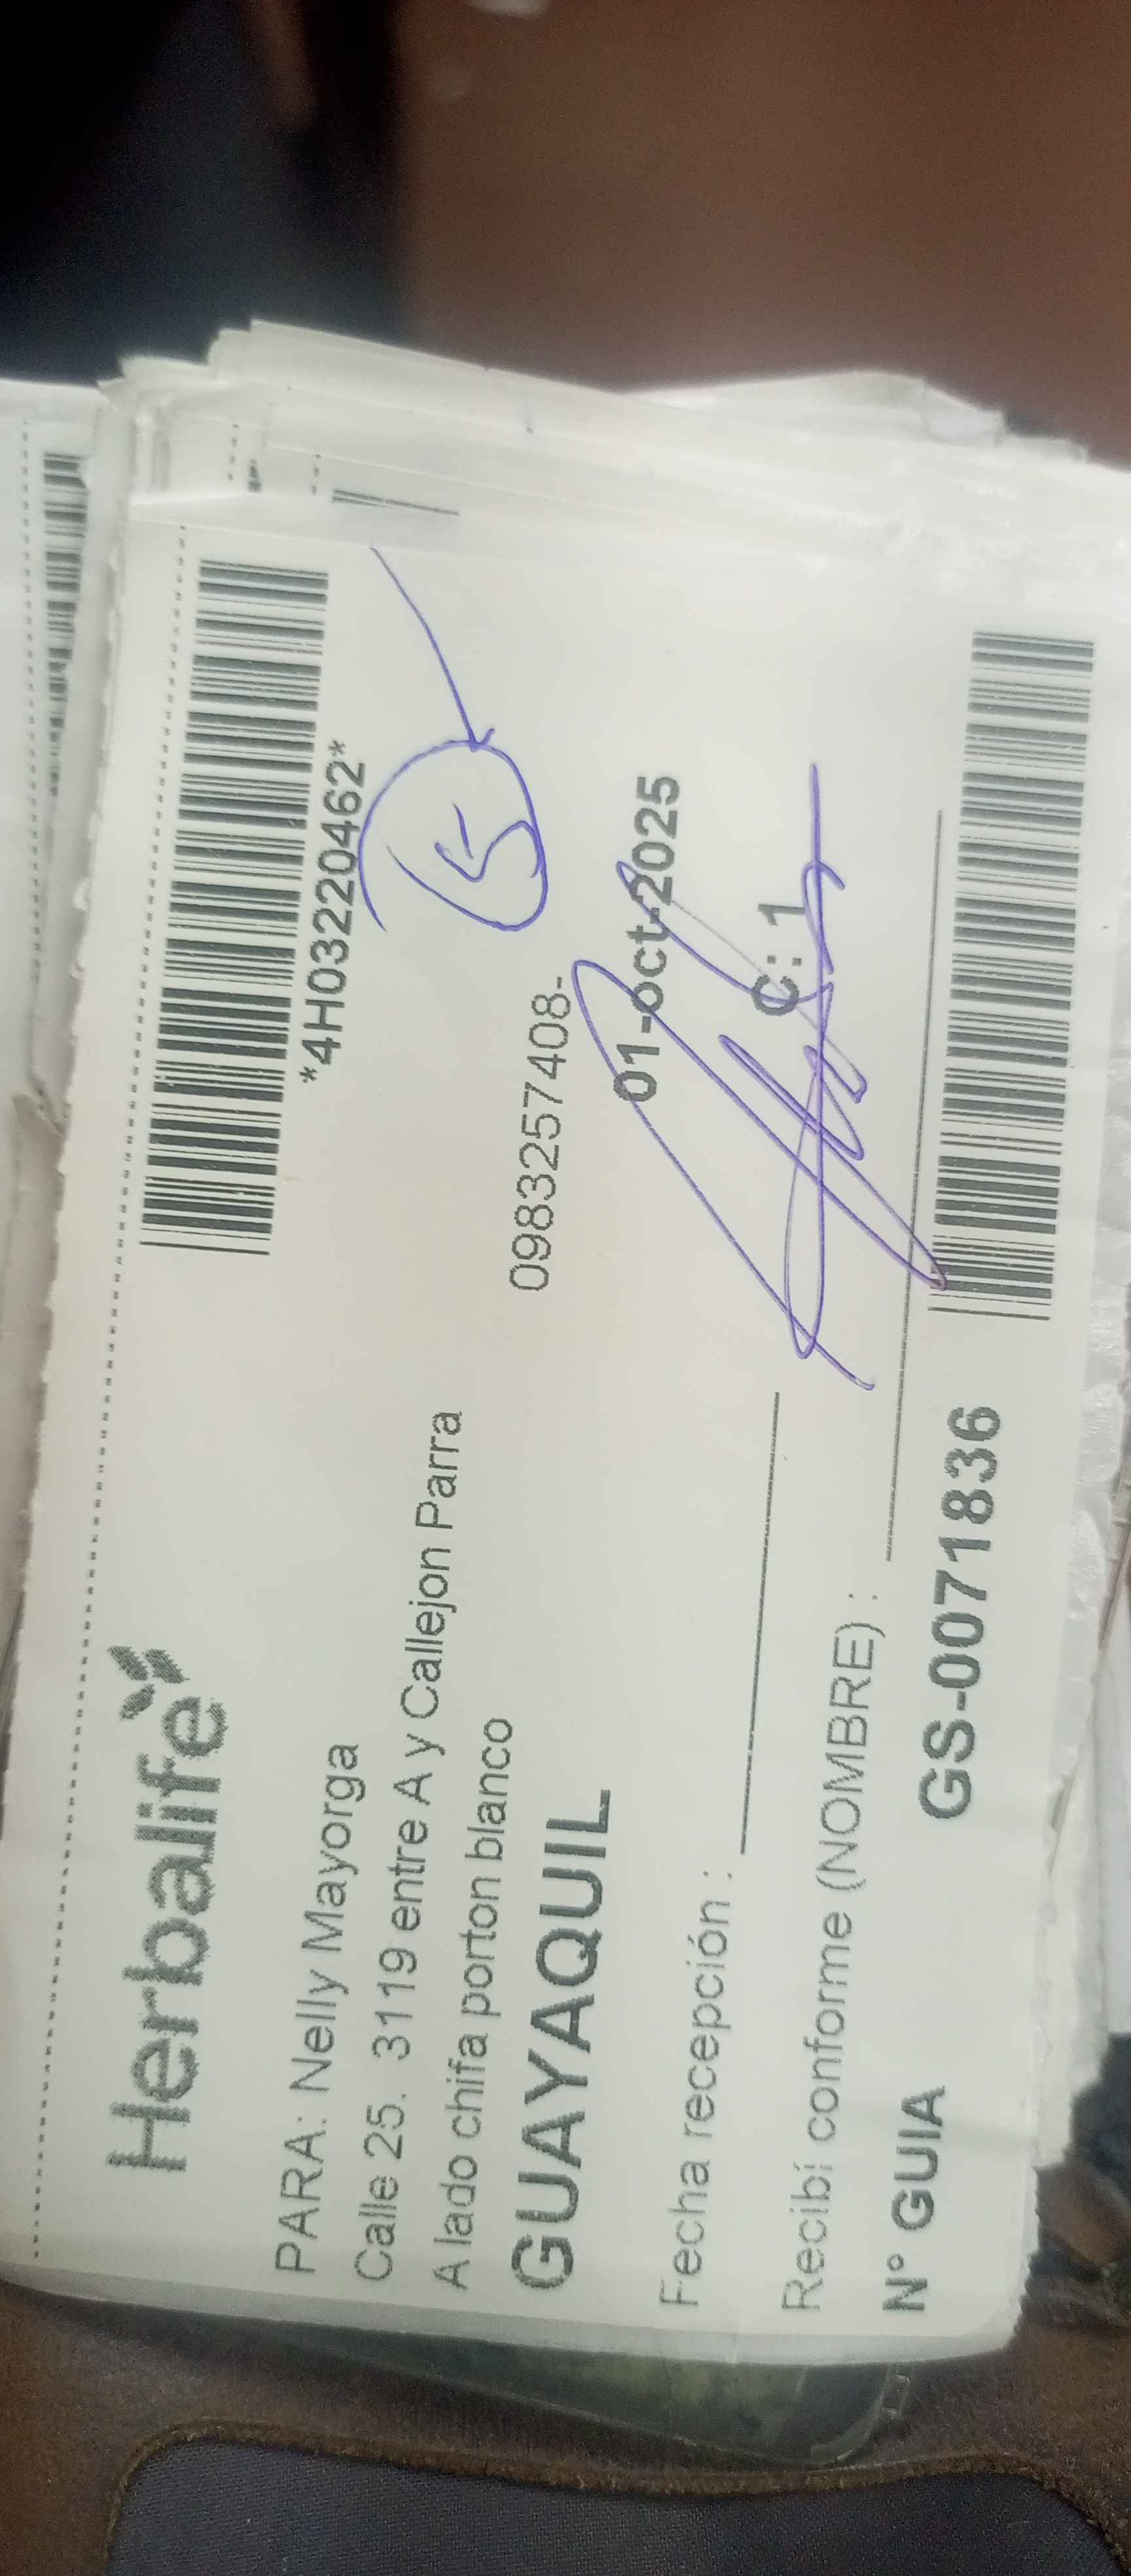 Herbalife
*4H03220462*
PARA: Nelly Mayorga
Calle 25. 3119 entre A y Callejon Parra
A lado chifa porton blanco
0983257408-
GUAYAQUIL
01-oct-2025
Fecha recepción :
C: 1
Recibí conforme (NOMBRE) :
N° GUIA GS-0071836